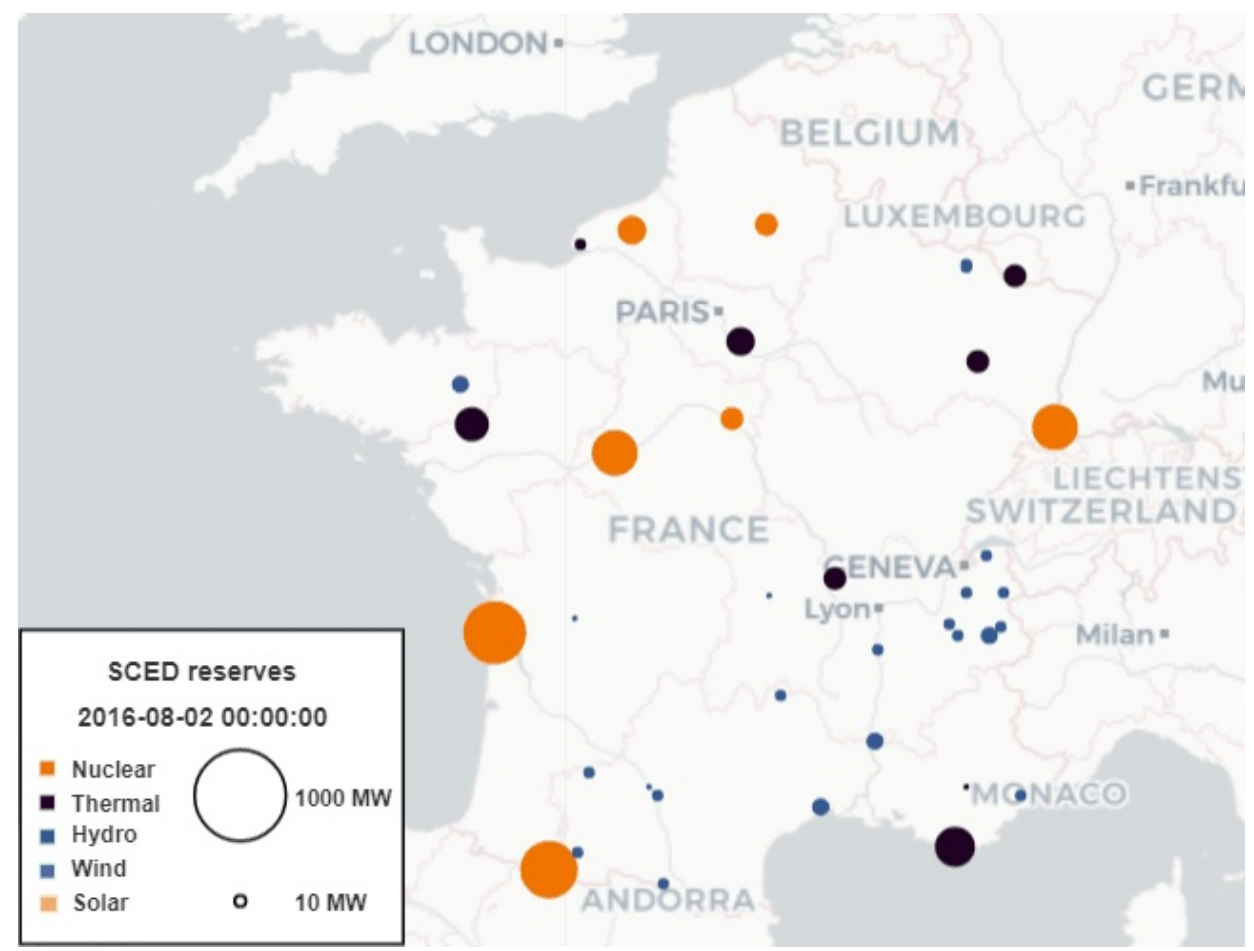 LONDON
GERM
BELGIUM
Frankfu
LUXEMBOURG
PARIS
Mu
LIECHTENS
SWITZERLAND
FRANCE
GENEVA
Lyon
Milan
SCED reserves
2016-08-02 00:00:00
Nuclear
Thermal
1000 MW
Hydro
Wind
Solar
10 MW
MONACO
ANDORRA